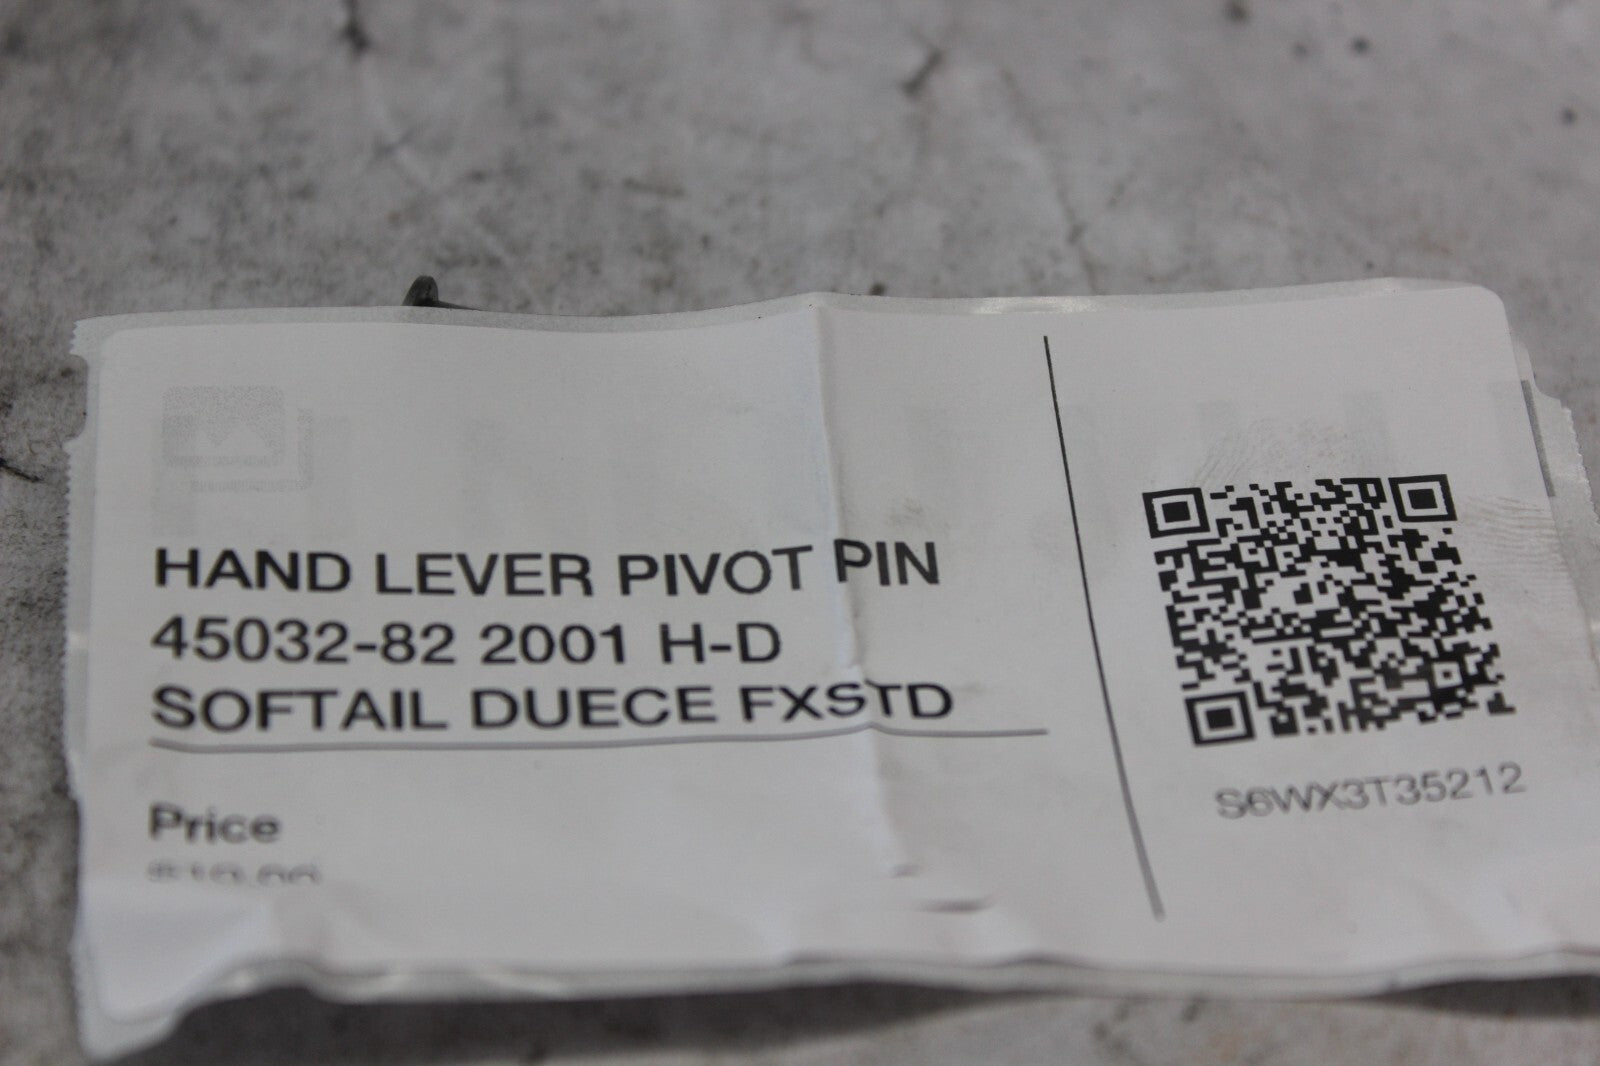 HAND LEVER PIVOT PIN
45032-82 2001 H-D
SOFTAIL DUECE FXSTD
Price
S6WX3T35212